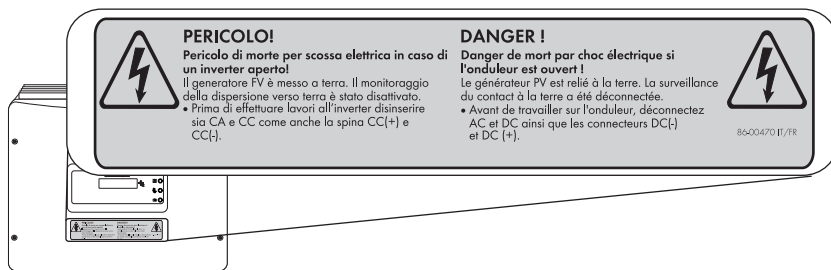 PERICOLO!
Pericolo di morte per scossa elettrica in caso di
un inverter aperto!
Il generatore FV è messo a terra. Il monitoraggio
della dispersione verso terra è stato disattivato.
• Prima di effettuare lavori all'inverter disinserire
sia CA e CC come anche la spina CC(+) e
CC(-).
DANGER !
Danger de mort par choc électrique si
l'onduleur est ouvert !
Le générateur PV est relié à la terre. La surveillance
du contact à la terre a été déconnectée.
• Avant de travailler sur l'onduleur, déconnectez
AC et DC ainsi que les connecteurs DC(-)
et DC (+).
86-00470 IT/FR